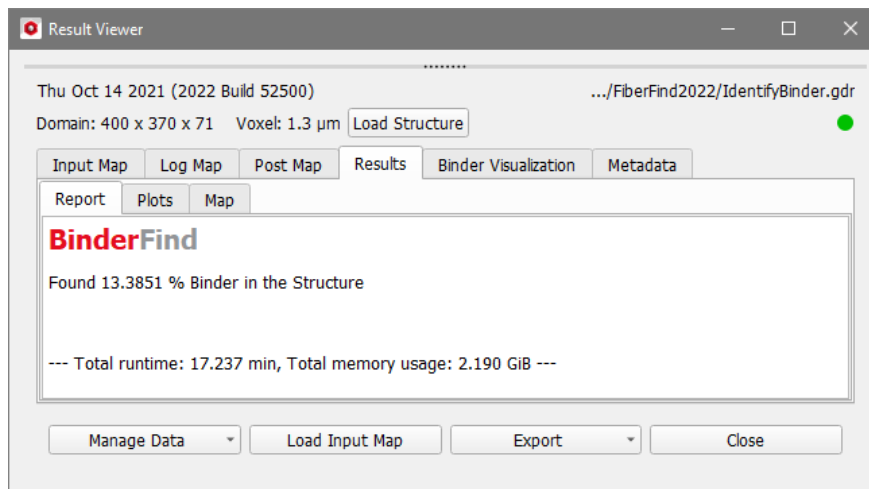 Result Viewer
Thu Oct 14 2021 (2022 Build 52500) .../FiberFind2022/IdentifyBinder.gdr
Domain: 400 x 370 x 71 Voxel: 1.3 µm Load Structure
Input Map Log Map Post Map Results Binder Visualization Metadata
Report Plots Map
BinderFind
Found 13.3851 % Binder in the Structure
--- Total runtime: 17.237 min, Total memory usage: 2.190 GiB ---
Manage Data Load Input Map Export Close